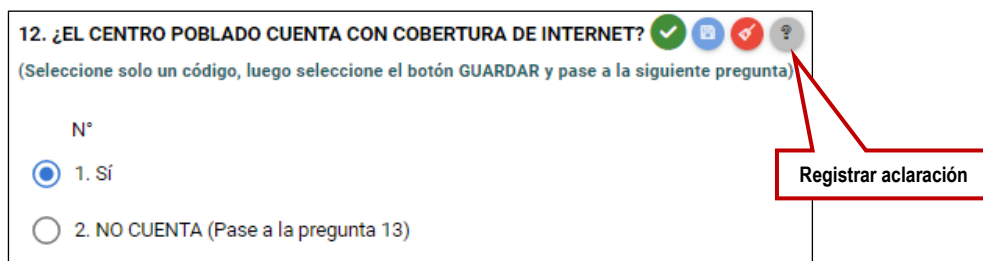 12. ¿EL CENTRO POBLADO CUENTA CON COBERTURA DE INTERNET? ?
(Seleccione solo un código, luego seleccione el botón GUARDAR y pase a la siguiente pregunta)
N°
1. Sí
Registrar aclaración
2. NO CUENTA (Pase a la pregunta 13)